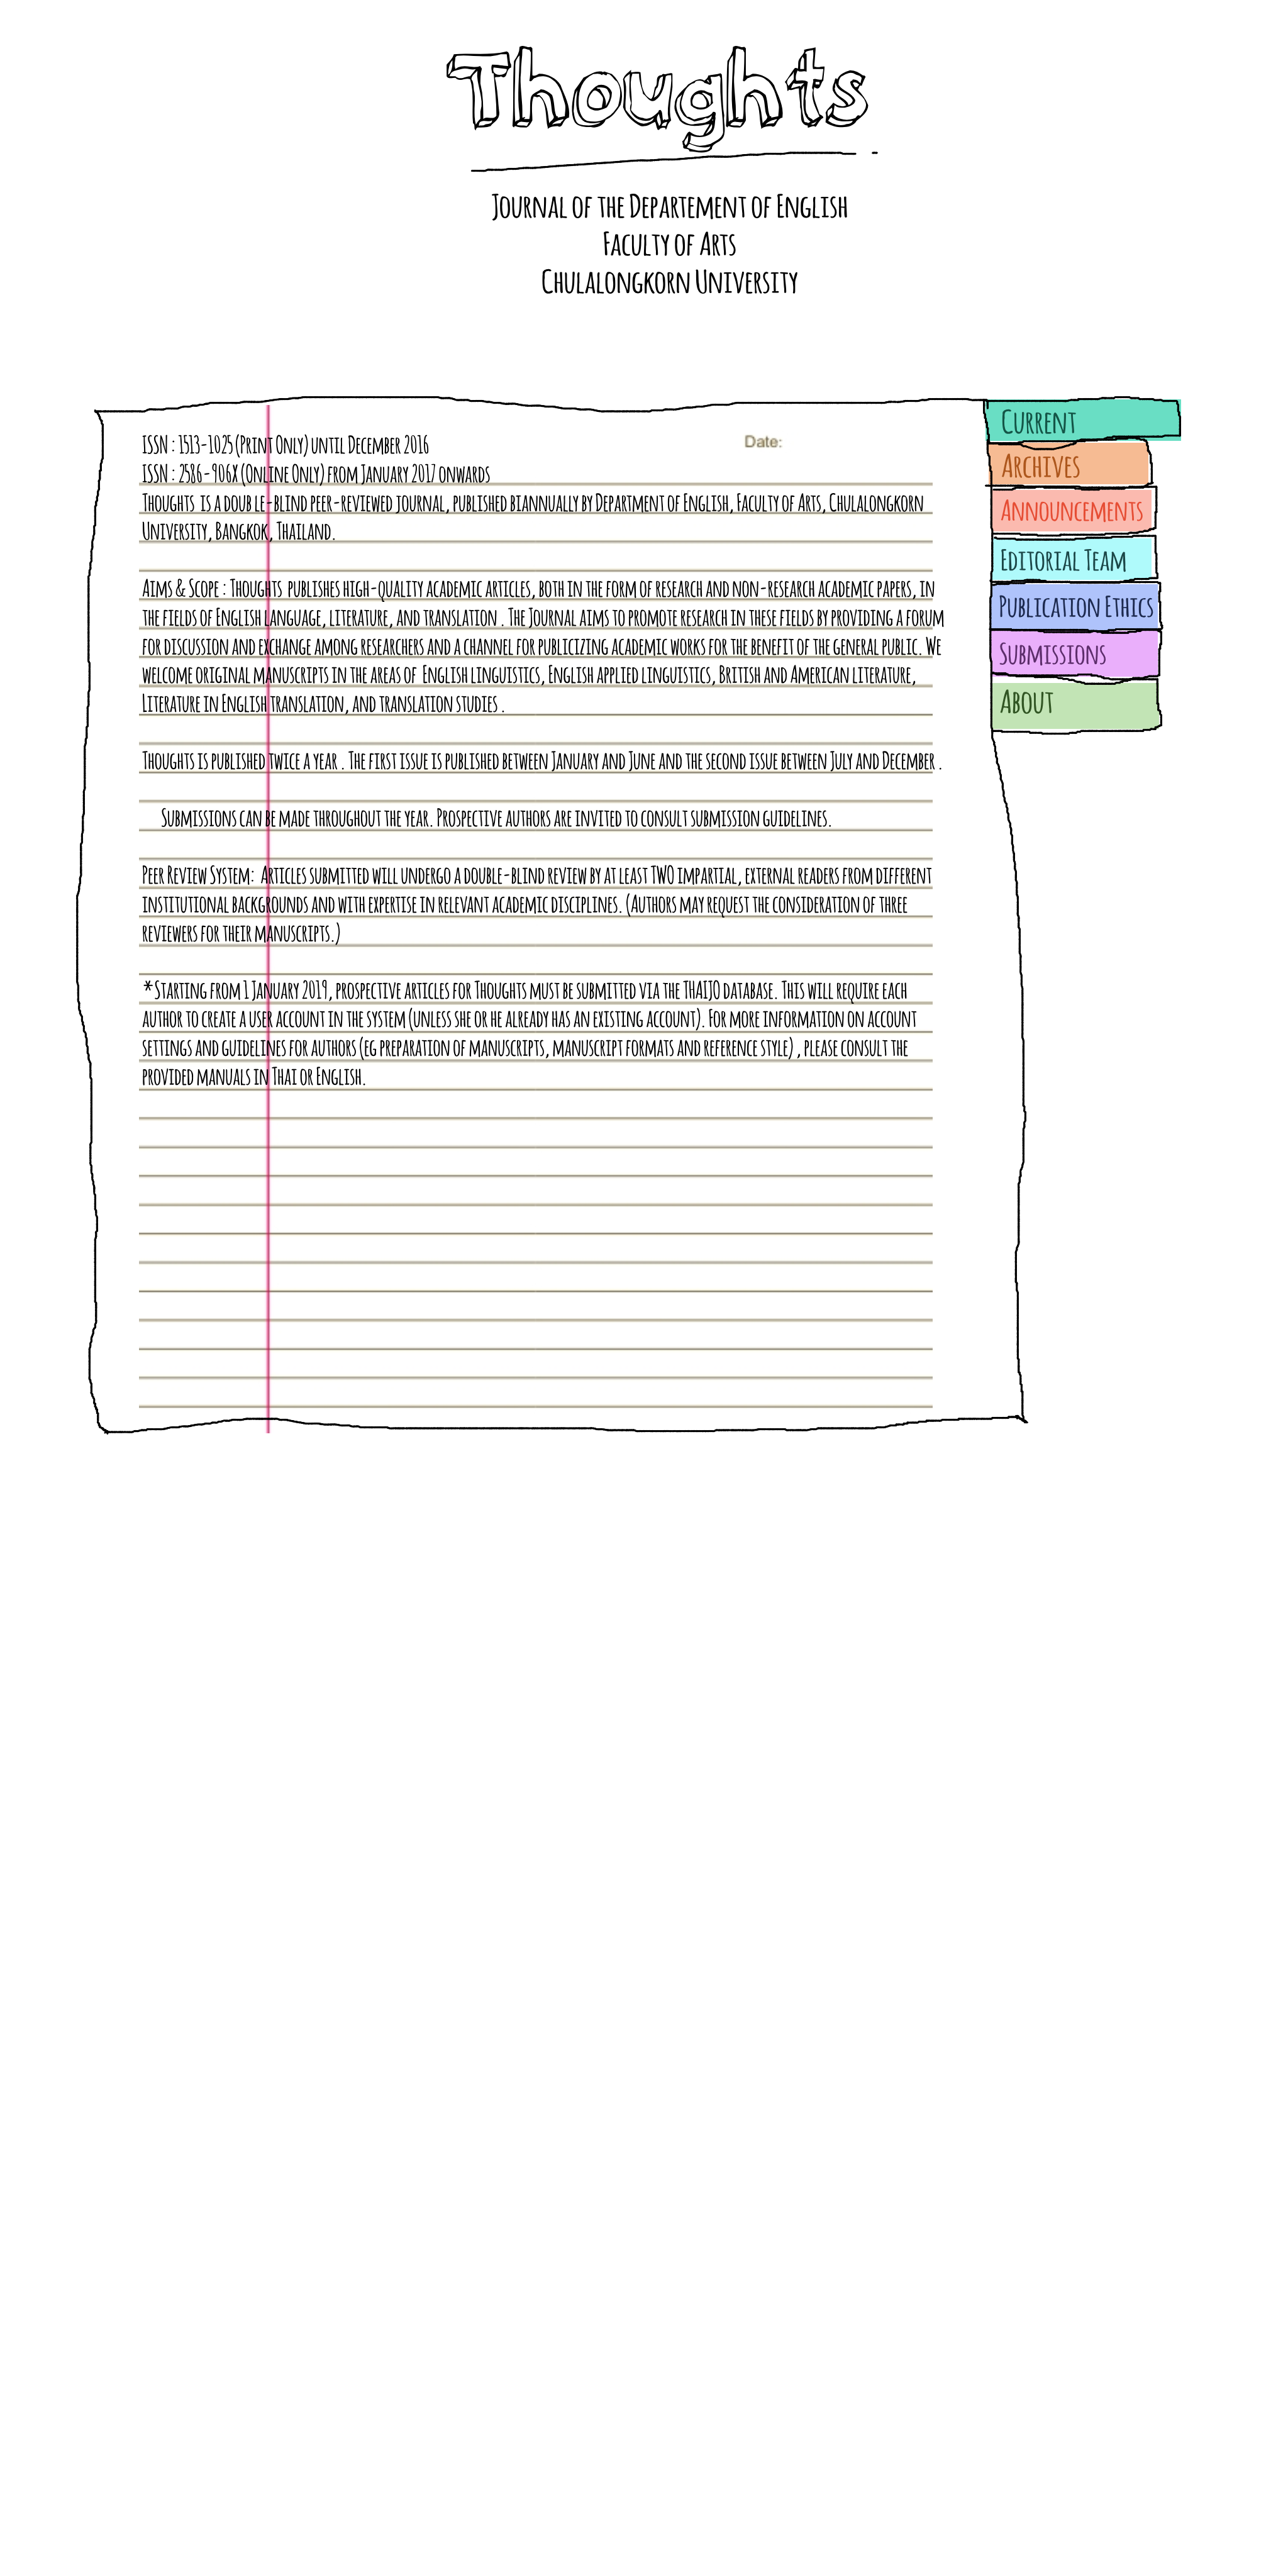 Thoughts
Journal of the Departement of English
Faculty of Arts
Chulalongkorn University
Current
ISSN : 1513-1025 (Print Only) until December 2016
Date:
Archives
ISSN : 2586-906X (Online Only) from January 2017 onwards
Thoughts is a doub le-blind peer-reviewed journal, published biannually by Department of English, Faculty of Arts, Chulalongkorn
University, Bangkok, Thailand.
Announcements
Editorial Team
Publication Ethics
Submissions
About
Aims & Scope : Thoughts publishes high-quality academic articles, both in the form of research and non-research academic papers, in
the fields of English language, literature, and translation . The Journal aims to promote research in these fields by providing a forum
for discussion and exchange among researchers and a channel for publicizing academic works for the benefit of the general public. We
welcome original manuscripts in the areas of English linguistics, English applied linguistics, British and American literature,
Literature in English translation, and translation studies .
Thoughts is published twice a year . The first issue is published between January and June and the second issue between July and December .
Submissions can be made throughout the year. Prospective authors are invited to consult submission guidelines.
Peer Review System: Articles submitted will undergo a double-blind review by at least TWO impartial, external readers from different
institutional backgrounds and with expertise in relevant academic disciplines. (Authors may request the consideration of three
reviewers for their manuscripts.)
*Starting from 1 January 2019, prospective articles for Thoughts must be submitted via the THAIJO database. This will require each
author to create a user account in the system (unless she or he already has an existing account). For more information on account
settings and guidelines for authors (eg preparation of manuscripts, manuscript formats and reference style) , please consult the
provided manuals in Thai or English.